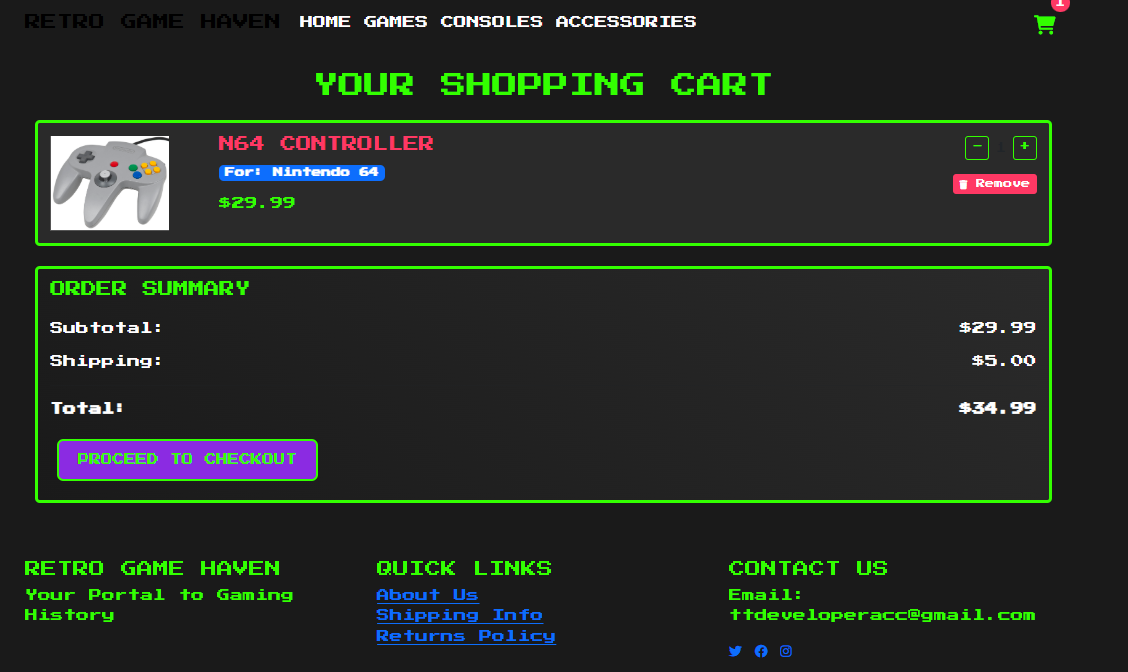 RETRO GAME HAVEN HOME GAMES CONSOLES ACCESSORIES
1
YOUR SHOPPING CART
N64 CONTROLLER
− 1 +
For: Nintendo 64
Remove
$29.99
ORDER SUMMARY
Subtotal: $29.99
Shipping: $5.00
Total: $34.99
PROCEED TO CHECKOUT
RETRO GAME HAVEN
Your Portal to Gaming
History
QUICK LINKS
About Us
Shipping Info
Returns Policy
CONTACT US
Email:
ttdeveloperacc@gmail.com